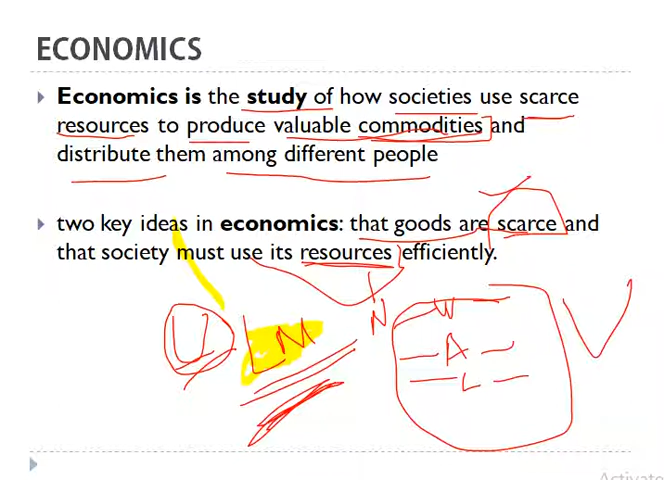 ECONOMICS
Economics is the study of how societies use scarce
resources to produce valuable commodities and
distribute them among different people
two key ideas in economics: that goods are scarce and
that society must use its resources efficiently.
U LM N W
A
L
Activate